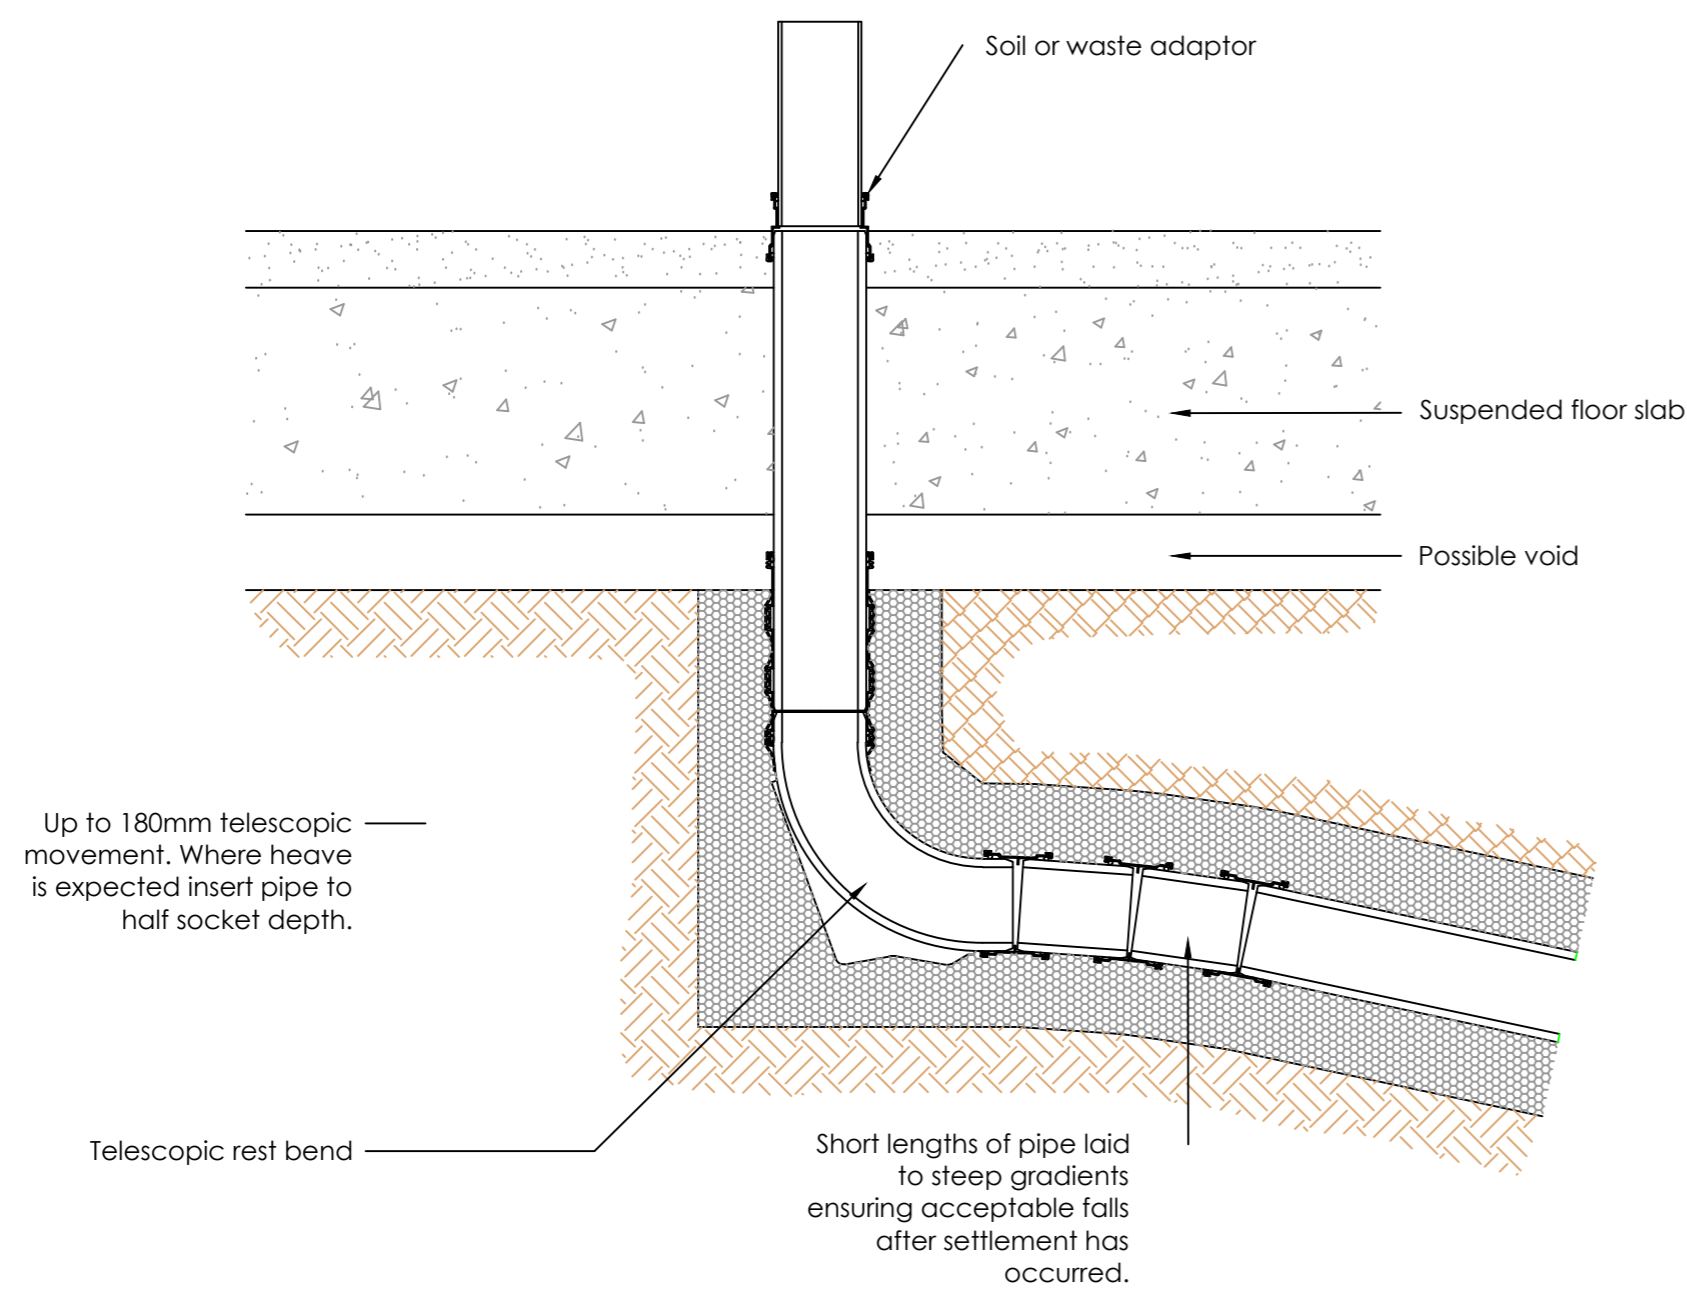 Soil or waste adaptor
Suspended floor slab
Possible void
Up to 180mm telescopic
movement. Where heave
is expected insert pipe to
half socket depth.
Telescopic rest bend
Short lengths of pipe laid
to steep gradients
ensuring acceptable falls
after settlement has
occurred.